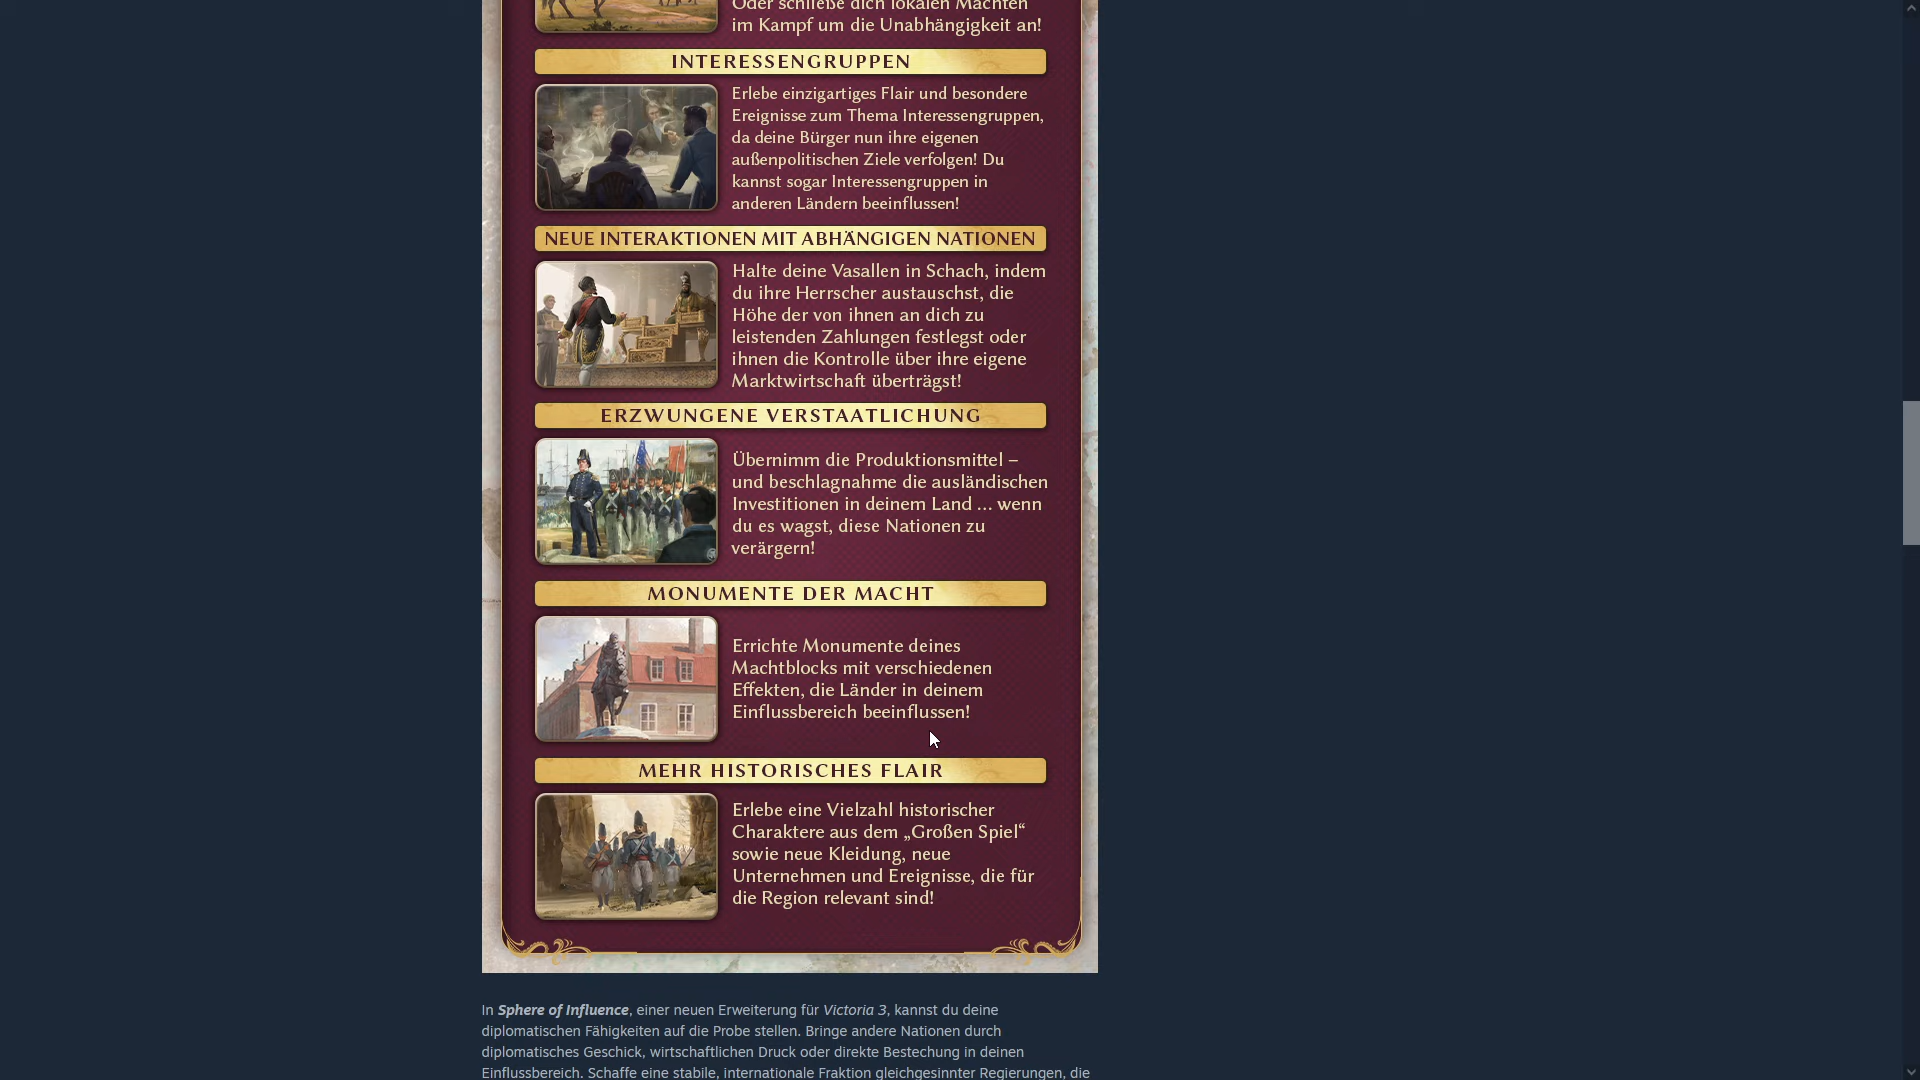 Oder schließe dich lokalen Mächten
im Kampf um die Unabhängigkeit an!
INTERESSENGRUPPEN
Erlebe einzigartiges Flair und besondere
Ereignisse zum Thema Interessengruppen,
da deine Bürger nun ihre eigenen
außenpolitischen Ziele verfolgen! Du
kannst sogar Interessengruppen in
anderen Ländern beeinflussen!
NEUE INTERAKTIONEN MIT ABHÄNGIGEN NATIONEN
Halte deine Vasallen in Schach, indem
du ihre Herrscher austauschst, die
Höhe der von ihnen an dich zu
leistenden Zahlungen festlegst oder
ihnen die Kontrolle über ihre eigene
Marktwirtschaft überträgst!
ERZWUNGENE VERSTAATLICHUNG
Übernimm die Produktionsmittel –
und beschlagnahme die ausländischen
Investitionen in deinem Land ... wenn
du es wagst, diese Nationen zu
verärgern!
MONUMENTE DER MACHT
Errichte Monumente deines
Machtblocks mit verschiedenen
Effekten, die Länder in deinem
Einflussbereich beeinflussen!
MEHR HISTORISCHES FLAIR
Erlebe eine Vielzahl historischer
Charaktere aus dem „Großen Spiel“
sowie neue Kleidung, neue
Unternehmen und Ereignisse, die für
die Region relevant sind!
In Sphere of Influence, einer neuen Erweiterung für Victoria 3, kannst du deine
diplomatischen Fähigkeiten auf die Probe stellen. Bringe andere Nationen durch
diplomatisches Geschick, wirtschaftlichen Druck oder direkte Bestechung in deinen
Einflussbereich. Schaffe eine stabile, internationale Fraktion gleichgesinnter Regierungen, die